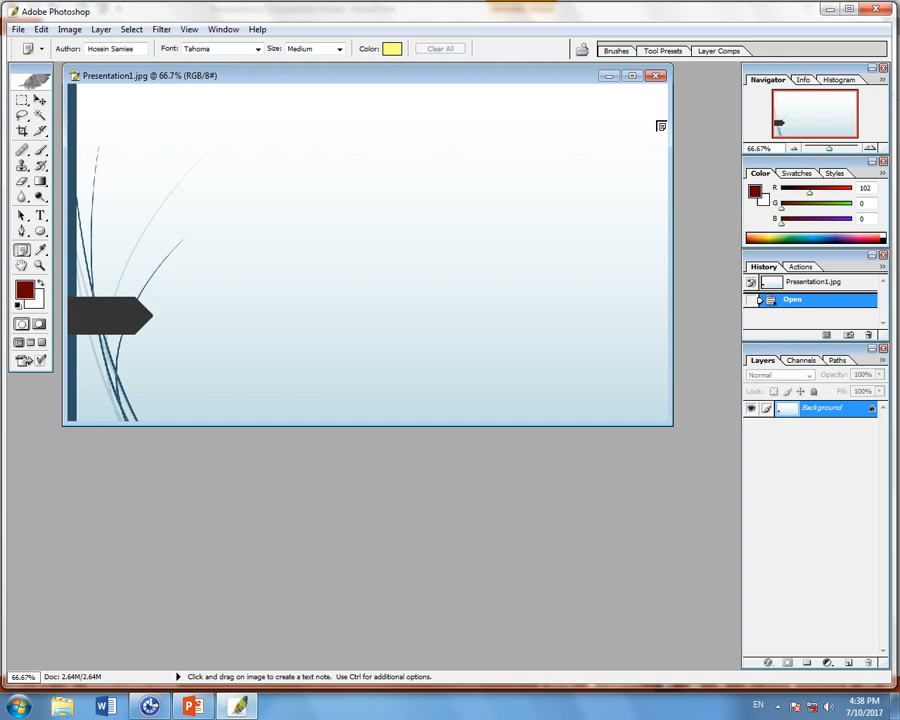 Adobe Photoshop
File Edit Image Layer Select Filter View Window Help
Author: Hosein Samiee Font: Tahoma Size: Medium Color: Clear All Brushes Tool Presets Layer Comps
Presentation1.jpg @ 66.7% (RGB/8#)
Navigator Info Histogram
66.67%
Color Swatches Styles
R 102
G 0
B 0
History Actions
Presentation1.jpg
Open
Layers Channels Paths
Normal Opacity: 100%
Lock: Fill: 100%
Background
T
66.67% Doc: 2.64M/2.64M Click and drag on image to create a text note. Use Ctrl for additional options.
EN 4:38 PM
7/10/2017